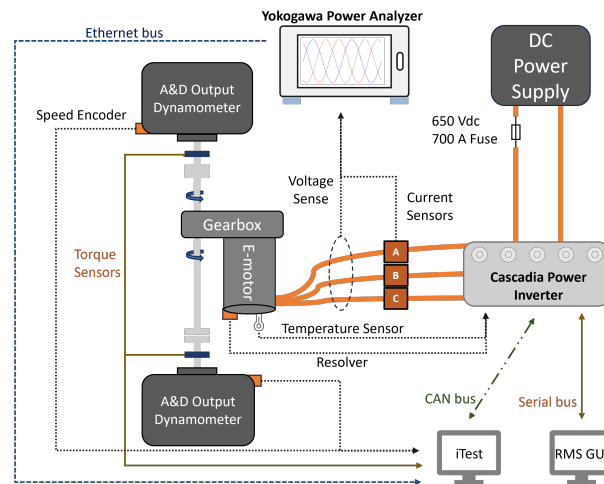 Yokogawa Power Analyzer
Ethernet bus
DC
Power
Supply
A&D Output
Dynamometer
Speed Encoder
650 Vdc
700 A Fuse
Voltage
Sense
Current
Sensors
Gearbox
E-motor
A
B
C
Torque
Sensors
Cascadia Power
Inverter
Temperature Sensor
Resolver
A&D Output
Dynamometer
CAN bus
Serial bus
iTest
RMS GU